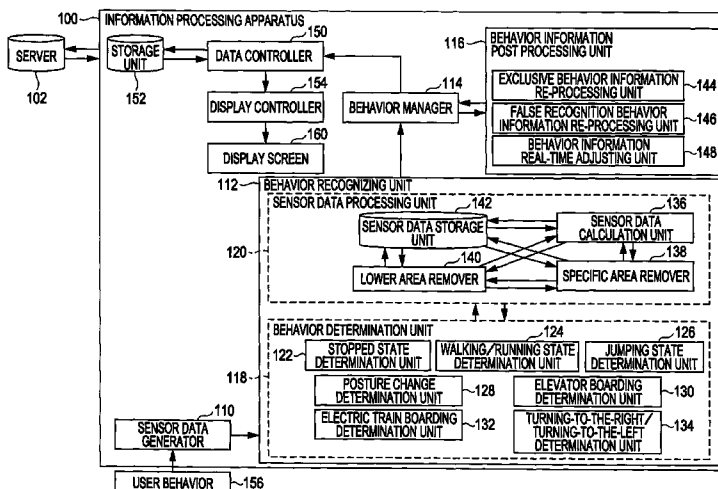 100
INFORMATION PROCESSING APPARATUS
SERVER
102
STORAGE
UNIT
152
150
DATA CONTROLLER
154
DISPLAY CONTROLLER
160
DISPLAY SCREEN
114
BEHAVIOR MANAGER
116
BEHAVIOR INFORMATION
POST PROCESSING UNIT
EXCLUSIVE BEHAVIOR INFORMATION
RE-PROCESSING UNIT
144
FALSE RECOGNITION BEHAVIOR
INFORMATION RE-PROCESSING UNIT
146
BEHAVIOR INFORMATION
REAL-TIME ADJUSTING UNIT
148
112
BEHAVIOR RECOGNIZING UNIT
SENSOR DATA PROCESSING UNIT
120
142
SENSOR DATA STORAGE
UNIT
136
SENSOR DATA
CALCULATION UNIT
140
LOWER AREA REMOVER
138
SPECIFIC AREA REMOVER
BEHAVIOR DETERMINATION UNIT
118
122
STOPPED STATE
DETERMINATION UNIT
124
WALKING/RUNNING STATE
DETERMINATION UNIT
126
JUMPING STATE
DETERMINATION UNIT
POSTURE CHANGE
DETERMINATION UNIT
128
ELEVATOR BOARDING
DETERMINATION UNIT
130
ELECTRIC TRAIN BOARDING
DETERMINATION UNIT
132
TURNING-TO-THE-RIGHT/
TURNING-TO-THE-LEFT
DETERMINATION UNIT
134
110
SENSOR DATA
GENERATOR
USER BEHAVIOR
156